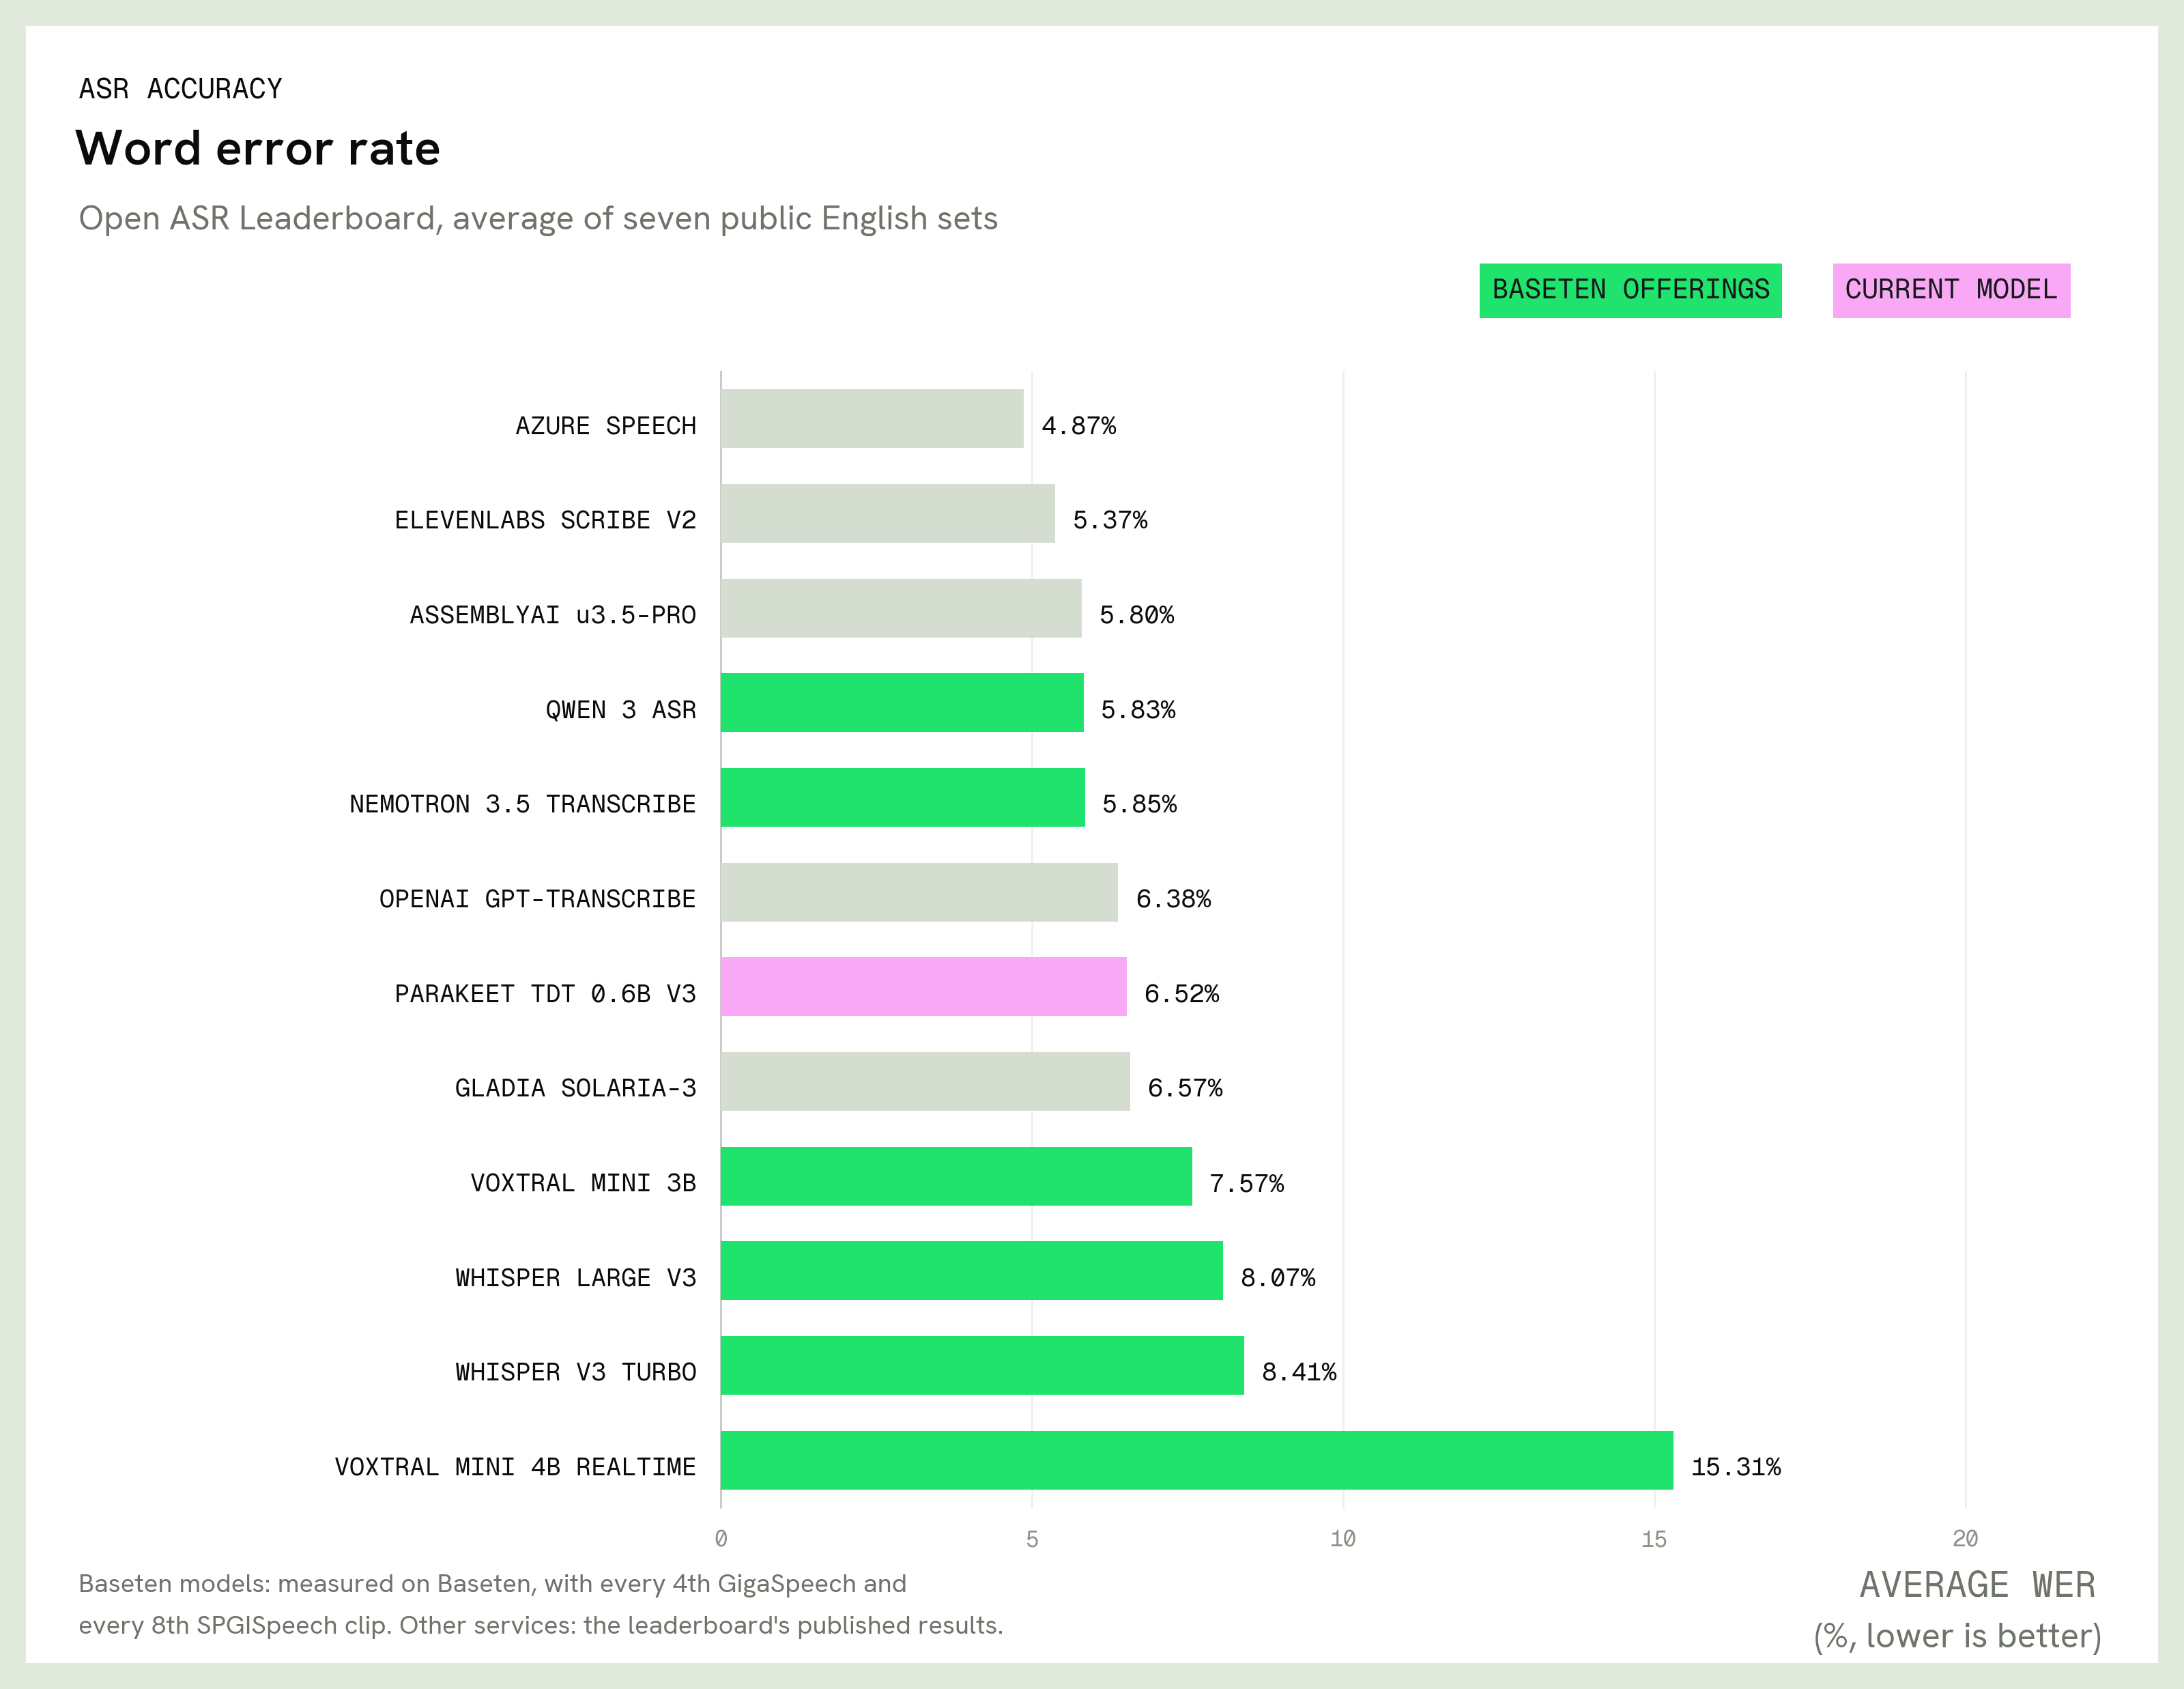 ASR ACCURACY
Word error rate
Open ASR Leaderboard, average of seven public English sets
BASETEN OFFERINGS
CURRENT MODEL
AZURE SPEECH 4.87%
ELEVENLABS SCRIBE V2 5.37%
ASSEMBLYAI u3.5-PRO 5.80%
QWEN 3 ASR 5.83%
NEMOTRON 3.5 TRANSCRIBE 5.85%
OPENAI GPT-TRANSCRIBE 6.38%
PARAKEET TDT 0.6B V3 6.52%
GLADIA SOLARIA-3 6.57%
VOXTRAL MINI 3B 7.57%
WHISPER LARGE V3 8.07%
WHISPER V3 TURBO 8.41%
VOXTRAL MINI 4B REALTIME 15.31%
0 5 10 15 20
Baseten models: measured on Baseten, with every 4th GigaSpeech and
every 8th SPGISpeech clip. Other services: the leaderboard's published results.
AVERAGE WER
(%, lower is better)